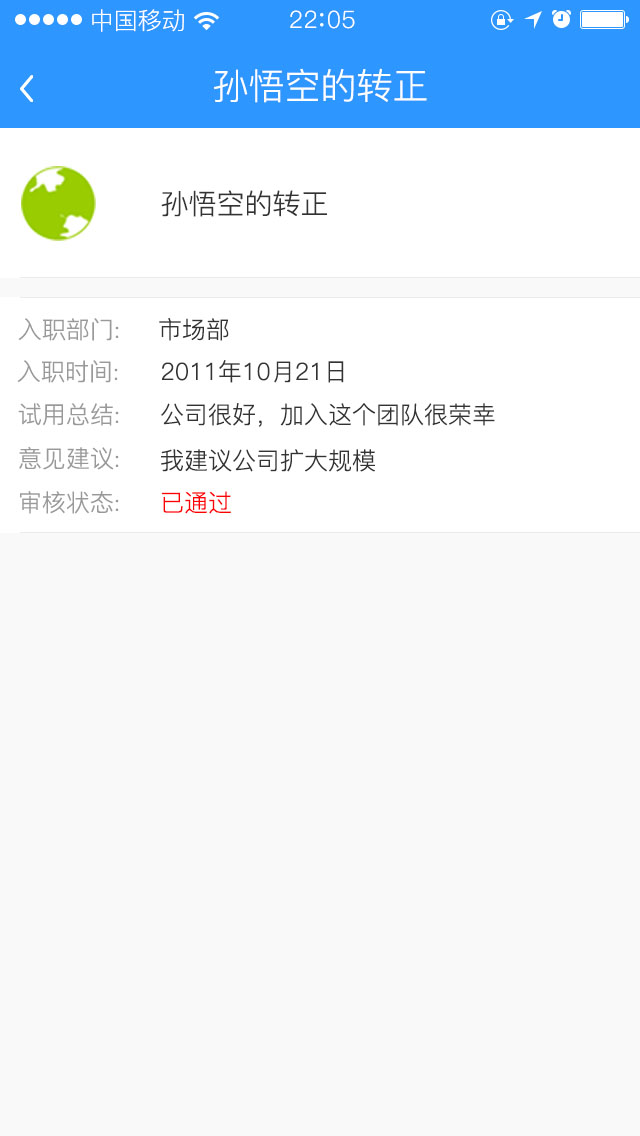 中国移动 22:05
孙悟空的转正
孙悟空的转正
入职部门: 市场部
入职时间: 2011年10月21日
试用总结: 公司很好，加入这个团队很荣幸
意见建议: 我建议公司扩大规模
审核状态: 已通过